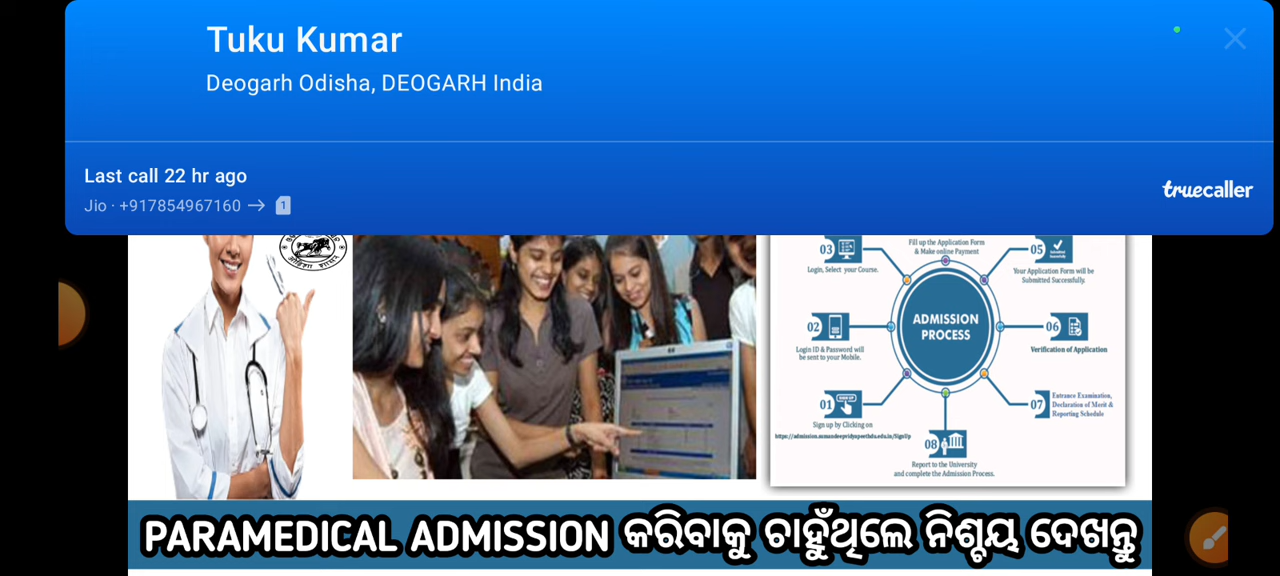 Tuku Kumar
Deogarh Odisha, DEOGARH India
Last call 22 hr ago
Jio · +917854967160 → 1
truecaller
03
Login, Select your Course.
Fill up the Application Form
& Make online Payment
05
Your Application Form will be
Submitted Successfully.
02
Login ID & Password will
be sent to your Mobile.
ADMISSION
PROCESS
06
Verification of Application
01
SIGN UP
Sign up by Clicking on
07
Entrance Examination,
Declaration of Merit &
Reporting Schedule
08
Report to the University
and complete the Admission Process.
PARAMEDICAL ADMISSION କରିବାକୁ ଚାହୁଁଥିଲେ ନିଶ୍ଚୟ ଦେଖନ୍ତୁ